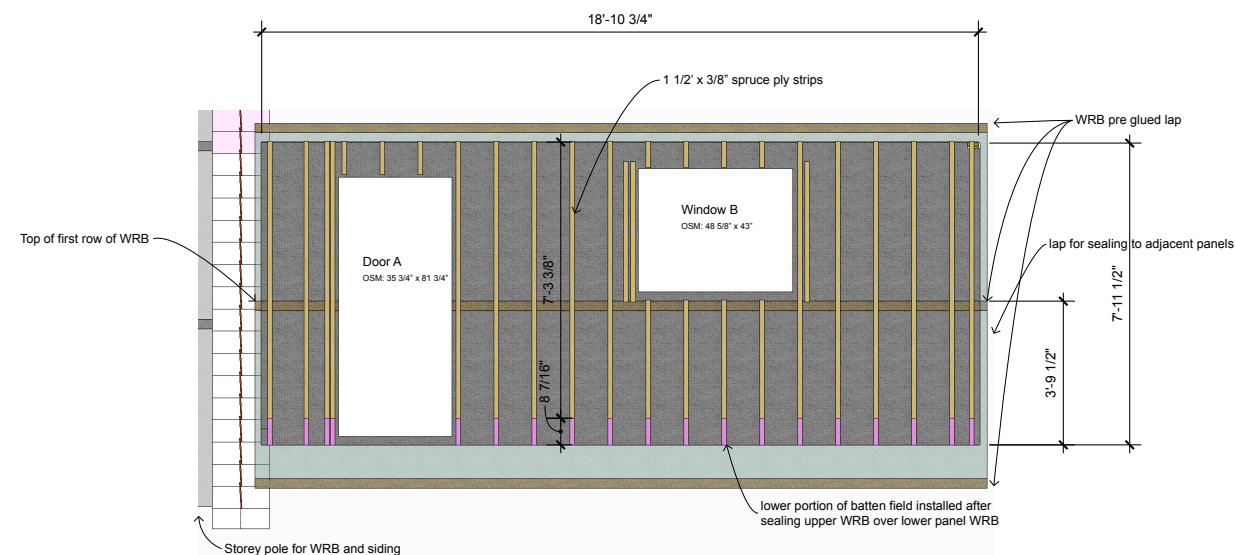 18'-10 3/4"
1 1/2' x 3/8" spruce ply strips
WRB pre glued lap
Window B
OSM: 48 5/8" x 43"
Top of first row of WRB
lap for sealing to adjacent panels
Door A
OSM: 35 3/4" x 81 3/4"
7'-3 3/8"
7'-11 1/2"
3'-9 1/2"
8 7/16"
lower portion of batten field installed after
sealing upper WRB over lower panel WRB
Storey pole for WRB and siding